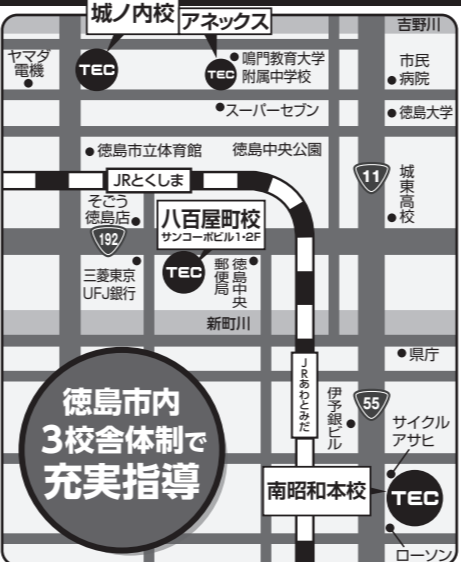 城ノ内校
アネックス
吉野川
ヤマダ
電機
TEC
TEC
鳴門教育大学
附属中学校
市民
病院
スーパーセブン
徳島大学
徳島市立体育館
徳島中央公園
JRとくしま
11
城東高校
そごう
徳島店
192
八百屋町校
サンコーポビル1・2F
三菱東京
UFJ銀行
TEC
徳島中央
郵便局
新町川
県庁
JRあわとみだ
伊予銀ビル
55
徳島市内
3校舎体制で
充実指導
サイクル
アサヒ
南昭和本校
TEC
ローソン